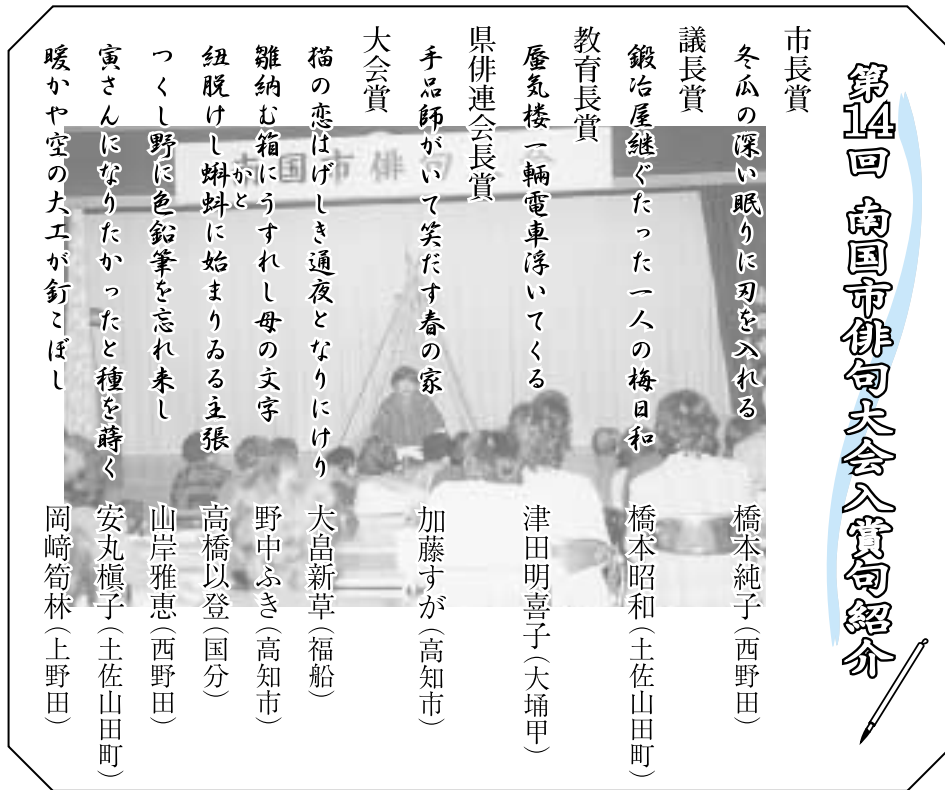 第14回 南国市俳句大会入賞句紹介
市長賞
冬瓜の深い眠りに刃を入れる 橋本純子(西野田)
議長賞
鍛冶屋継ぐたった一人の梅日和 橋本昭和(土佐山田町)
教育長賞
蜃気楼一輛電車浮いてくる 津田明喜子(大埇甲)
県俳連会長賞
手品師がいて笑だす春の家 加藤すが(高知市)
大会賞
猫の恋はげしき通夜となりにけり 大畠新草(福船)
雛納む箱にうすれし母の文字 野中ふき(高知市)
紐脱けし蝌蚪に始まりゐる主張 高橋以登(国分)
かと
つくし野に色鉛筆を忘れ来し 山岸雅恵(西野田)
寅さんになりたかったと種を蒔く 安丸槇子(土佐山田町)
暖かや空の大工が釘こぼし 岡﨑筍林(上野田)
南国市俳句大会